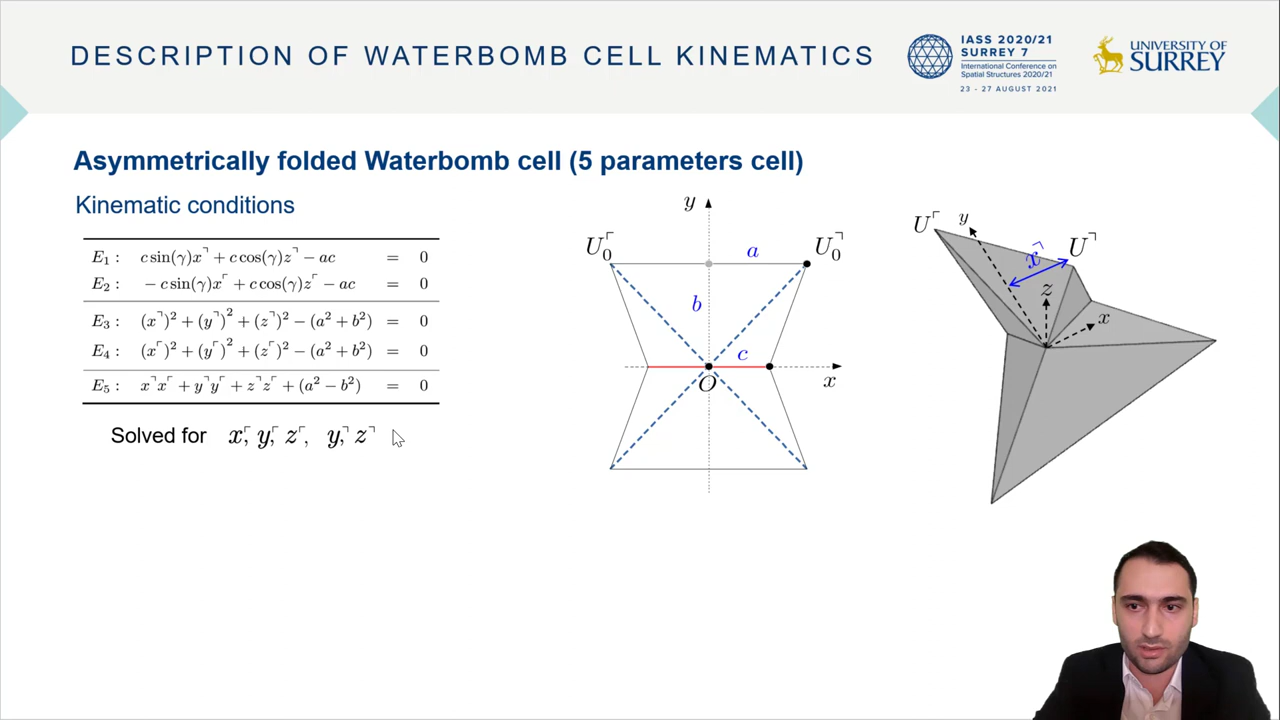 DESCRIPTION OF WATERBOMB CELL KINEMATICS
IASS 2020/21
SURREY 7
International Conference on
Spatial Structures 2020/21
23 - 27 AUGUST 2021
UNIVERSITY OF
SURREY
Asymmetrically folded Waterbomb cell (5 parameters cell)
Kinematic conditions
E₁ : c sin(γ)x^⌝ + c cos(γ)z^⌝ − ac = 0
E₂ : − c sin(γ)x^⌜ + c cos(γ)z^⌜ − ac = 0
E₃ : (x^⌝)² + (y^⌝)² + (z^⌝)² − (a² + b²) = 0
E₄ : (x^⌜)² + (y^⌜)² + (z^⌜)² − (a² + b²) = 0
E₅ : x^⌝x^⌜ + y^⌝y^⌜ + z^⌝z^⌜ + (a² − b²) = 0
Solved for x^⌜, y^⌜, z^⌜, y^⌝, z^⌝
y
U₀^⌜
a
U₀^⌝
b
c
O
x
U^⌜
y
x^⌝
U^⌝
z
x